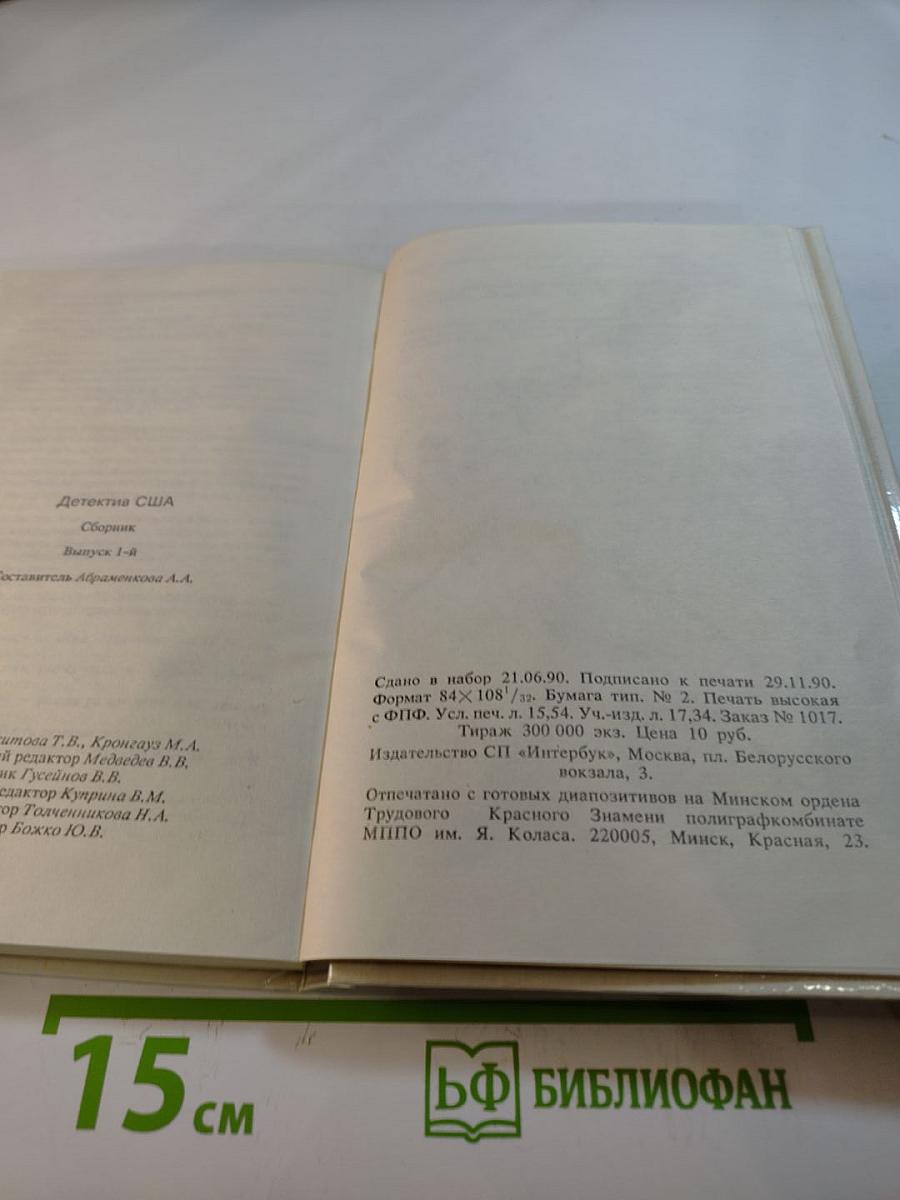 Детектив США
Сборник
Выпуск 1-й
Составитель Абраменкова А.А.
Т.В., Кронгауз М.А.
редактор Медведев В.В.
Гусейнов В.В.
Куприна В.М.
Толченникова Н.А.
Божко Ю.В.
Сдано в набор 21.06.90. Подписано к печати 29.11.90.
Формат 84×108¹/₃₂. Бумага тип. № 2. Печать высокая
с ФПФ. Усл. печ. л. 15,54. Уч.-изд. л. 17,34. Заказ № 1017.
Тираж 300 000 экз. Цена 10 руб.
Издательство СП «Интербук», Москва, пл. Белорусского
вокзала, 3.
Отпечатано с готовых диапозитивов на Минском ордена
Трудового Красного Знамени полиграфкомбинате
МППО им. Я. Коласа. 220005, Минск, Красная, 23.
15 см
БФ БИБЛИОФАН